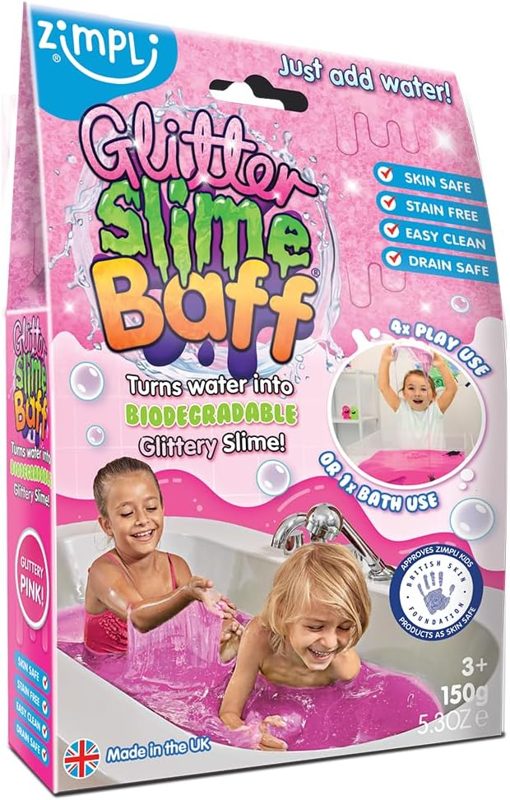 ZIMPLI
®
Just add water!
Glitter
Slime
Baff®
SKIN SAFE
STAIN FREE
EASY CLEAN
DRAIN SAFE
4x PLAY USE
OR 1x BATH USE
Turns water into
BIODEGRADABLE
Glittery Slime!
Glitter
Slime
Baff
Turns water into
BIODEGRADABLE
Glittery Slime!
GLITTERY
PINK!
SKIN SAFE
STAIN FREE
EASY CLEAN
DRAIN SAFE
APPROVES ZIMPLI KIDS
BRITISH SKIN
FOUNDATION
PRODUCTS AS SKIN SAFE
3+
150g
5.3OZ e
Made in the UK